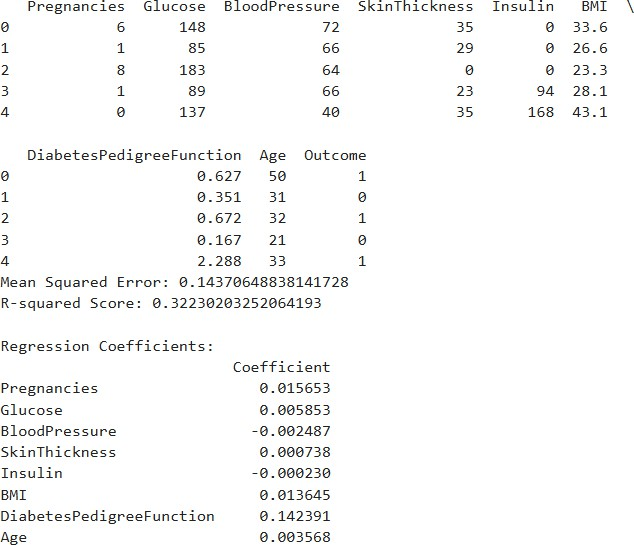 Pregnancies  Glucose  BloodPressure  SkinThickness  Insulin   BMI  \
0            6      148             72             35        0  33.6
1            1       85             66             29        0  26.6
2            8      183             64              0        0  23.3
3            1       89             66             23       94  28.1
4            0      137             40             35      168  43.1

   DiabetesPedigreeFunction  Age  Outcome
0                     0.627   50        1
1                     0.351   31        0
2                     0.672   32        1
3                     0.167   21        0
4                     2.288   33        1
Mean Squared Error: 0.14370648838141728
R-squared Score: 0.32230203252064193

Regression Coefficients:
                          Coefficient
Pregnancies                  0.015653
Glucose                      0.005853
BloodPressure               -0.002487
SkinThickness                0.000738
Insulin                     -0.000230
BMI                          0.013645
DiabetesPedigreeFunction     0.142391
Age                          0.003568